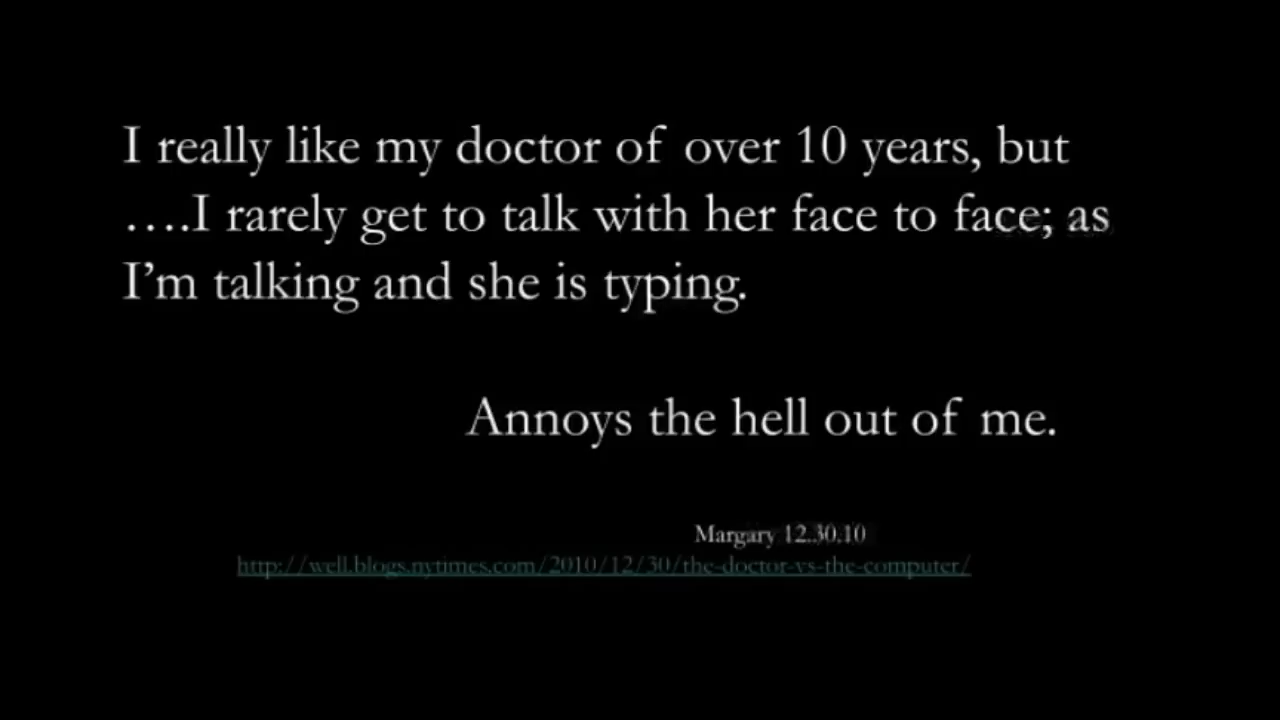 I really like my doctor of over 10 years, but
….I rarely get to talk with her face to face; as
I’m talking and she is typing.
Annoys the hell out of me.
Margary 12.30.10
http://well.blogs.nytimes.com/2010/12/30/the-doctor-vs-the-computer/